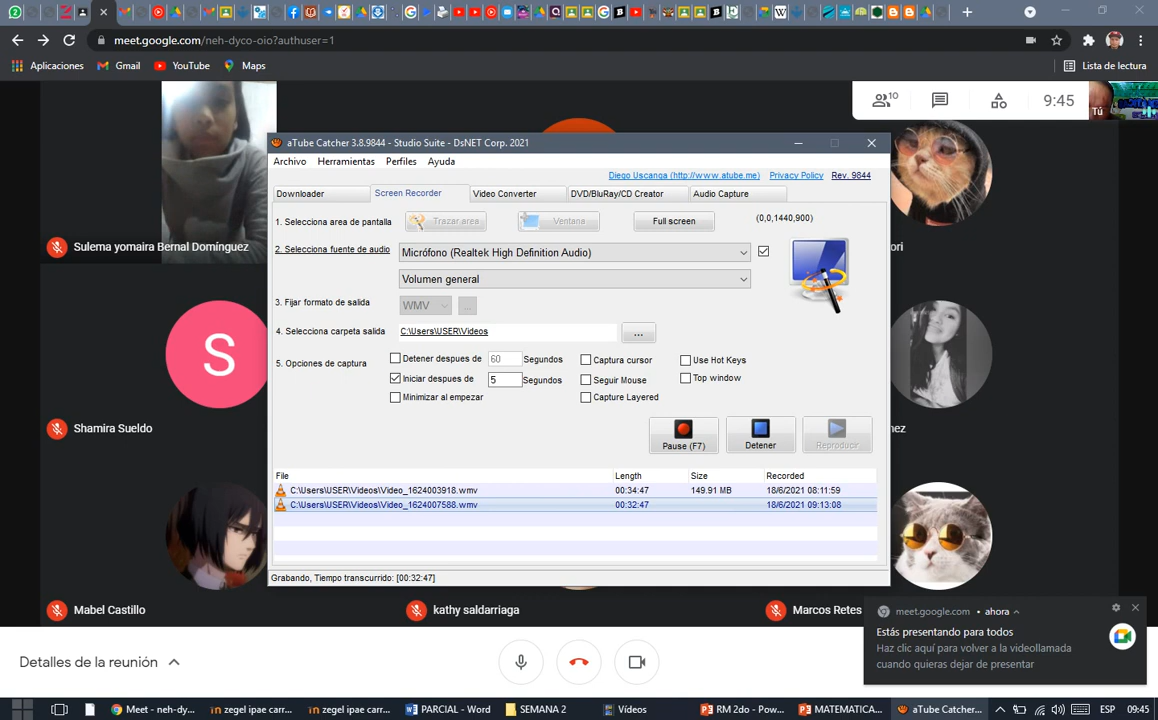 meet.google.com/neh-dyco-oio?authuser=1
Aplicaciones Gmail YouTube Maps Lista de lectura
10 9:45 Tú
aTube Catcher 3.8.9844 - Studio Suite - DsNET Corp. 2021
Archivo Herramientas Perfiles Ayuda
Diego Uscanga (http://www.atube.me) Privacy Policy Rev. 9844
Downloader Screen Recorder Video Converter DVD/BluRay/CD Creator Audio Capture
1. Selecciona area de pantalla Trazar area Ventana Full screen (0,0,1440,900)
Sulema yomaira Bernal Domínguez
ori
2. Selecciona fuente de audio Micrófono (Realtek High Definition Audio)
Volumen general
3. Fijar formato de salida WMV ...
4. Selecciona carpeta salida C:\Users\USER\Videos ...
5. Opciones de captura
Detener despues de 60 Segundos Captura cursor Use Hot Keys
Iniciar despues de 5 Segundos Seguir Mouse Top window
Minimizar al empezar Capture Layered
S
Shamira Sueldo
nez
Pause (F7) Detener Reproducir
File Length Size Recorded
C:\Users\USER\Videos\Video_1624003918.wmv 00:34:47 149.91 MB 18/6/2021 08:11:59
C:\Users\USER\Videos\Video_1624007588.wmv 00:32:47 18/6/2021 09:13:08
Grabando, Tiempo transcurrido: [00:32:47]
Mabel Castillo kathy saldarriaga Marcos Retes
meet.google.com • ahora
Estás presentando para todos
Haz clic aquí para volver a la videollamada
cuando quieras dejar de presentar
Detalles de la reunión
Meet - neh-dy... zegel ipae carr... zegel ipae carr... PARCIAL - Word SEMANA 2 Vídeos RM 2do - Pow... MATEMATICA... aTube Catcher... ESP 09:45